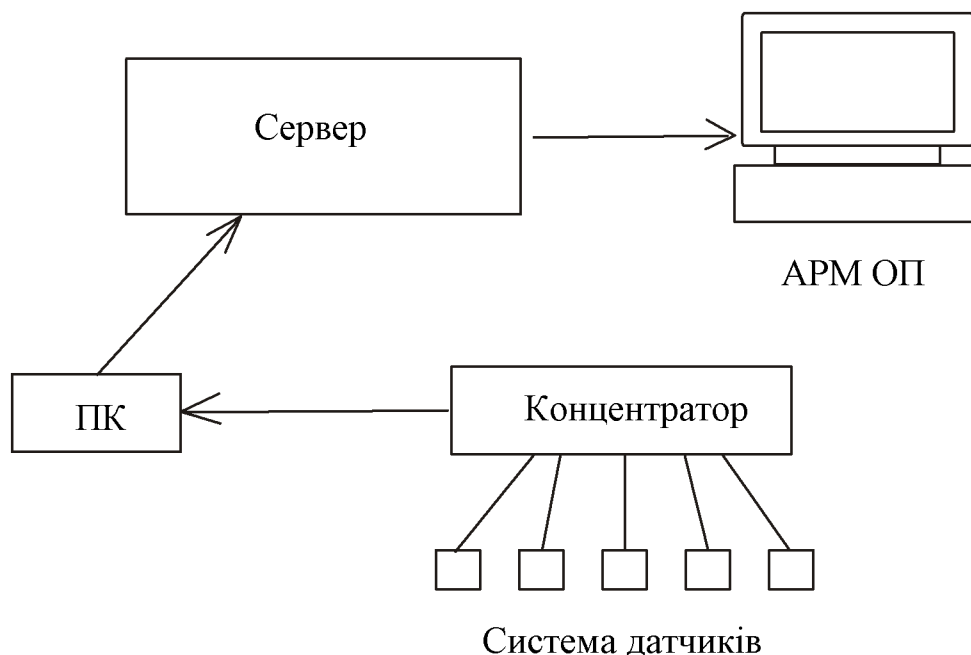 Сервер
АРМ ОП
ПК
Концентратор
Система датчиків